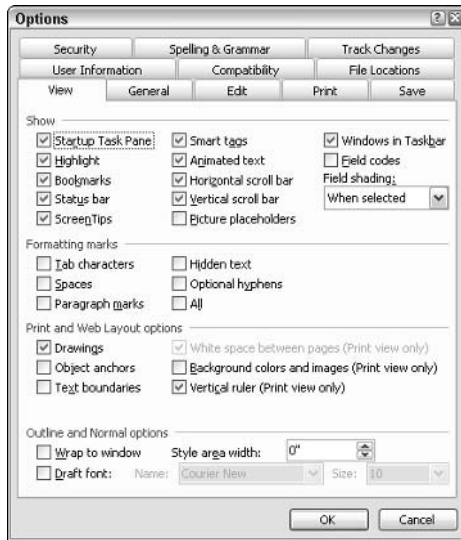 Options
Security Spelling & Grammar Track Changes
User Information Compatibility File Locations
View General Edit Print Save
Show
Startup Task Pane Smart tags Windows in Taskbar
Highlight Animated text Field codes
Bookmarks Horizontal scroll bar Field shading:
Status bar Vertical scroll bar When selected
ScreenTips Picture placeholders
Formatting marks
Tab characters Hidden text
Spaces Optional hyphens
Paragraph marks All
Print and Web Layout options
Drawings White space between pages (Print view only)
Object anchors Background colors and images (Print view only)
Text boundaries Vertical ruler (Print view only)
Outline and Normal options
Wrap to window Style area width: 0"
Draft font: Name: Courier New Size: 10
OK Cancel